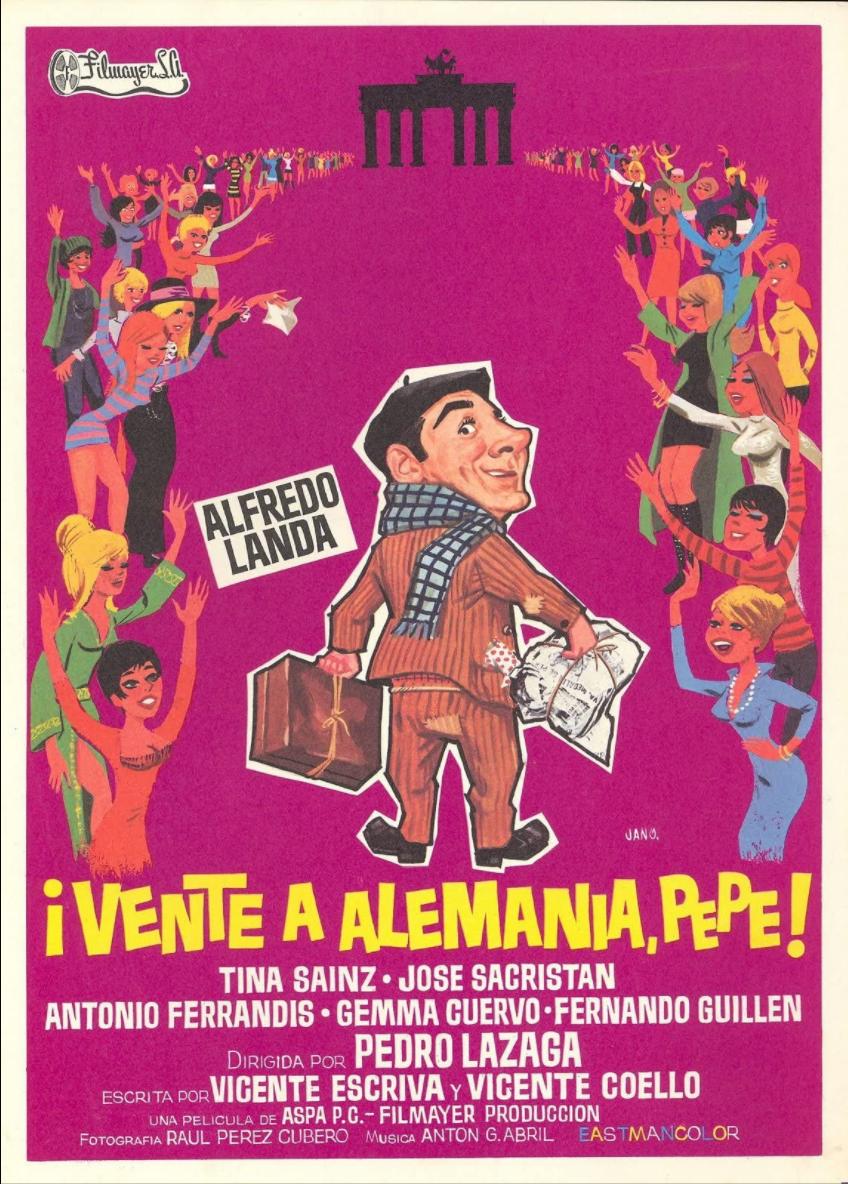 Filmayer, S.A.
ALFREDO
LANDA
JANO.
¡VENTE A ALEMANIA, PEPE!
TINA SAINZ • JOSE SACRISTAN
ANTONIO FERRANDIS • GEMMA CUERVO • FERNANDO GUILLEN
DIRIGIDA POR PEDRO LAZAGA
ESCRITA POR VICENTE ESCRIVA Y VICENTE COELLO
UNA PELICULA DE ASPA P.C.- FILMAYER PRODUCCION
FOTOGRAFIA RAUL PEREZ CUBERO MUSICA ANTON G. ABRIL EASTMANCOLOR